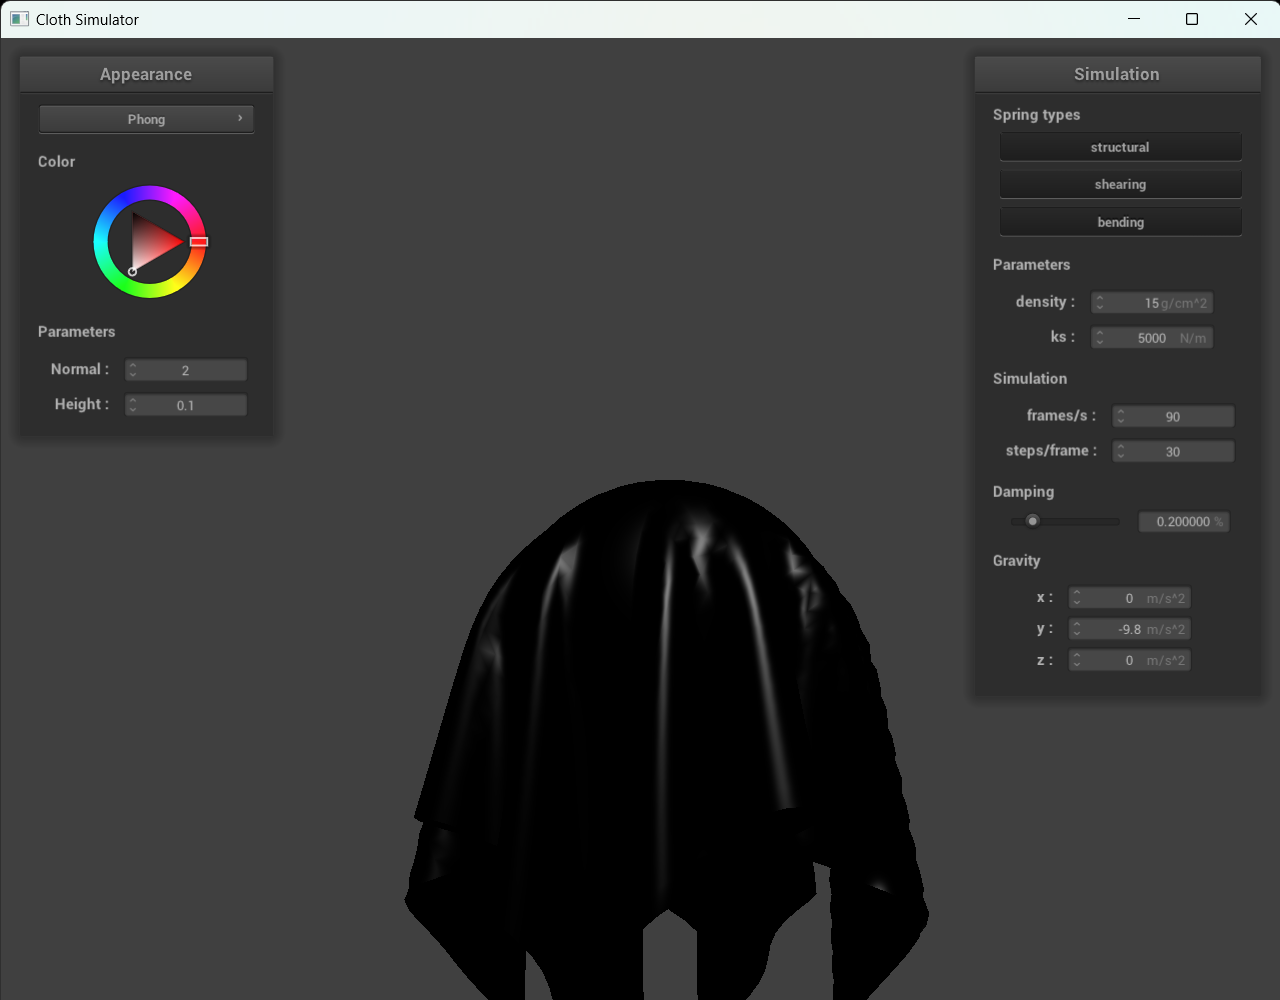 Cloth Simulator
Appearance
Phong
Color
Parameters
Normal : 2
Height : 0.1
Simulation
Spring types
structural
shearing
bending
Parameters
density : 15 g/cm^2
ks : 5000 N/m
Simulation
frames/s : 90
steps/frame : 30
Damping
0.200000 %
Gravity
x : 0 m/s^2
y : -9.8 m/s^2
z : 0 m/s^2